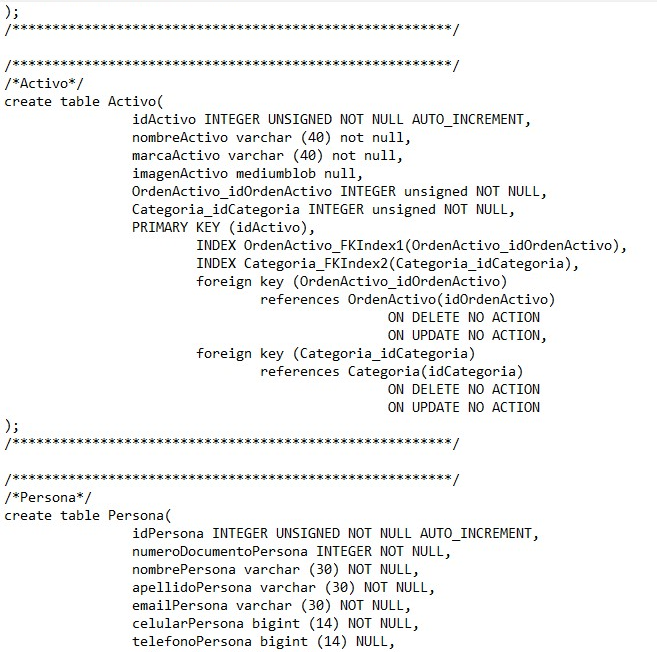 );
/*******************************************************/
/*******************************************************/
/*Activo*/
create table Activo(
idActivo INTEGER UNSIGNED NOT NULL AUTO_INCREMENT,
nombreActivo varchar (40) not null,
marcaActivo varchar (40) not null,
imagenActivo mediumblob null,
OrdenActivo_idOrdenActivo INTEGER unsigned NOT NULL,
Categoria_idCategoria INTEGER unsigned NOT NULL,
PRIMARY KEY (idActivo),
INDEX OrdenActivo_FKIndex1(OrdenActivo_idOrdenActivo),
INDEX Categoria_FKIndex2(Categoria_idCategoria),
foreign key (OrdenActivo_idOrdenActivo)
references OrdenActivo(idOrdenActivo)
ON DELETE NO ACTION
ON UPDATE NO ACTION,
foreign key (Categoria_idCategoria)
references Categoria(idCategoria)
ON DELETE NO ACTION
ON UPDATE NO ACTION
);
/*******************************************************/
/*******************************************************/
/*Persona*/
create table Persona(
idPersona INTEGER UNSIGNED NOT NULL AUTO_INCREMENT,
numeroDocumentoPersona INTEGER NOT NULL,
nombrePersona varchar (30) NOT NULL,
apellidoPersona varchar (30) NOT NULL,
emailPersona varchar (30) NOT NULL,
celularPersona bigint (14) NOT NULL,
telefonoPersona bigint (14) NULL,